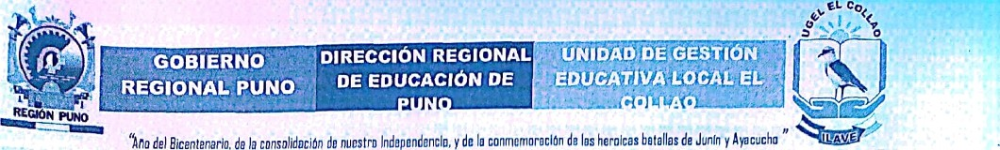 GOBIERNO
REGIONAL PUNO
DIRECCIÓN REGIONAL
DE EDUCACIÓN DE
PUNO
UNIDAD DE GESTIÓN
EDUCATIVA LOCAL EL
COLLAO
UGEL EL COLLAO
REGIÓN PUNO
ILAVE
"Año del Bicentenario, de la consolidación de nuestro Independencia, y de la conmemoración de las heroicas batallas de Junín y Ayacucho"